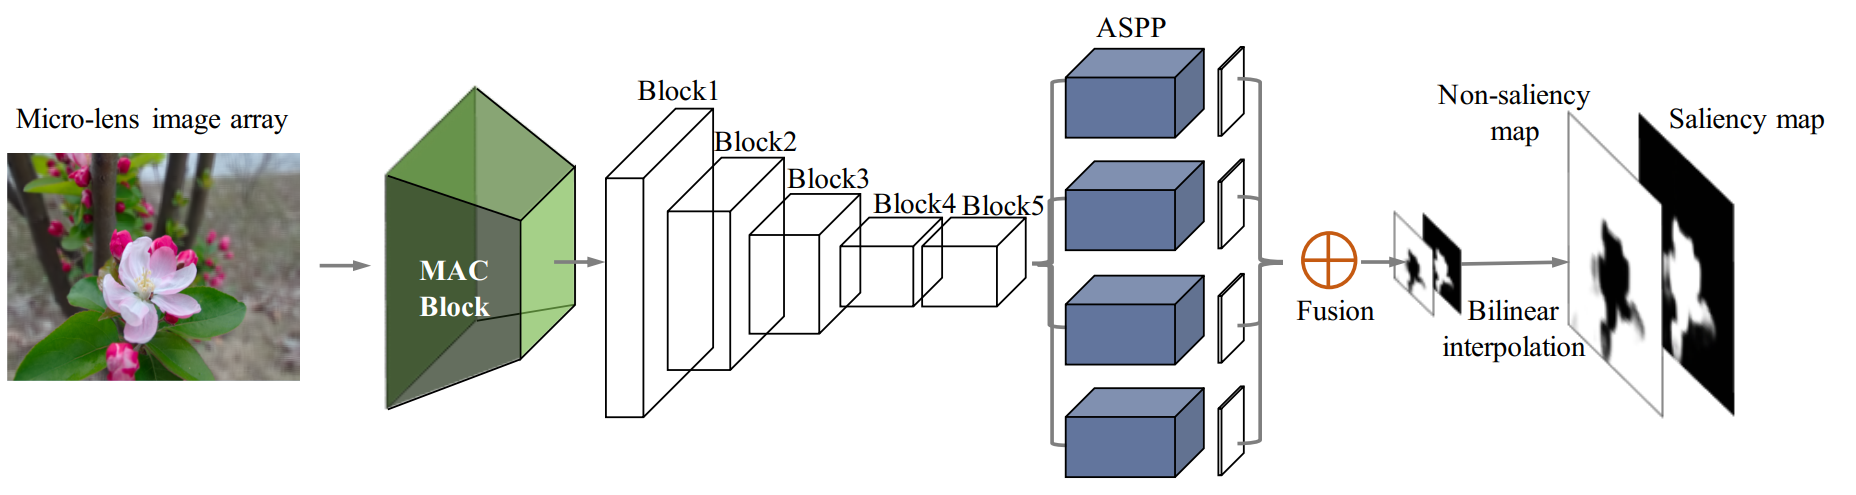 Micro-lens image array
MAC
Block
Block1
Block2
Block3
Block4
Block5
ASPP
Fusion
Bilinear
interpolation
Non-saliency
map
Saliency map